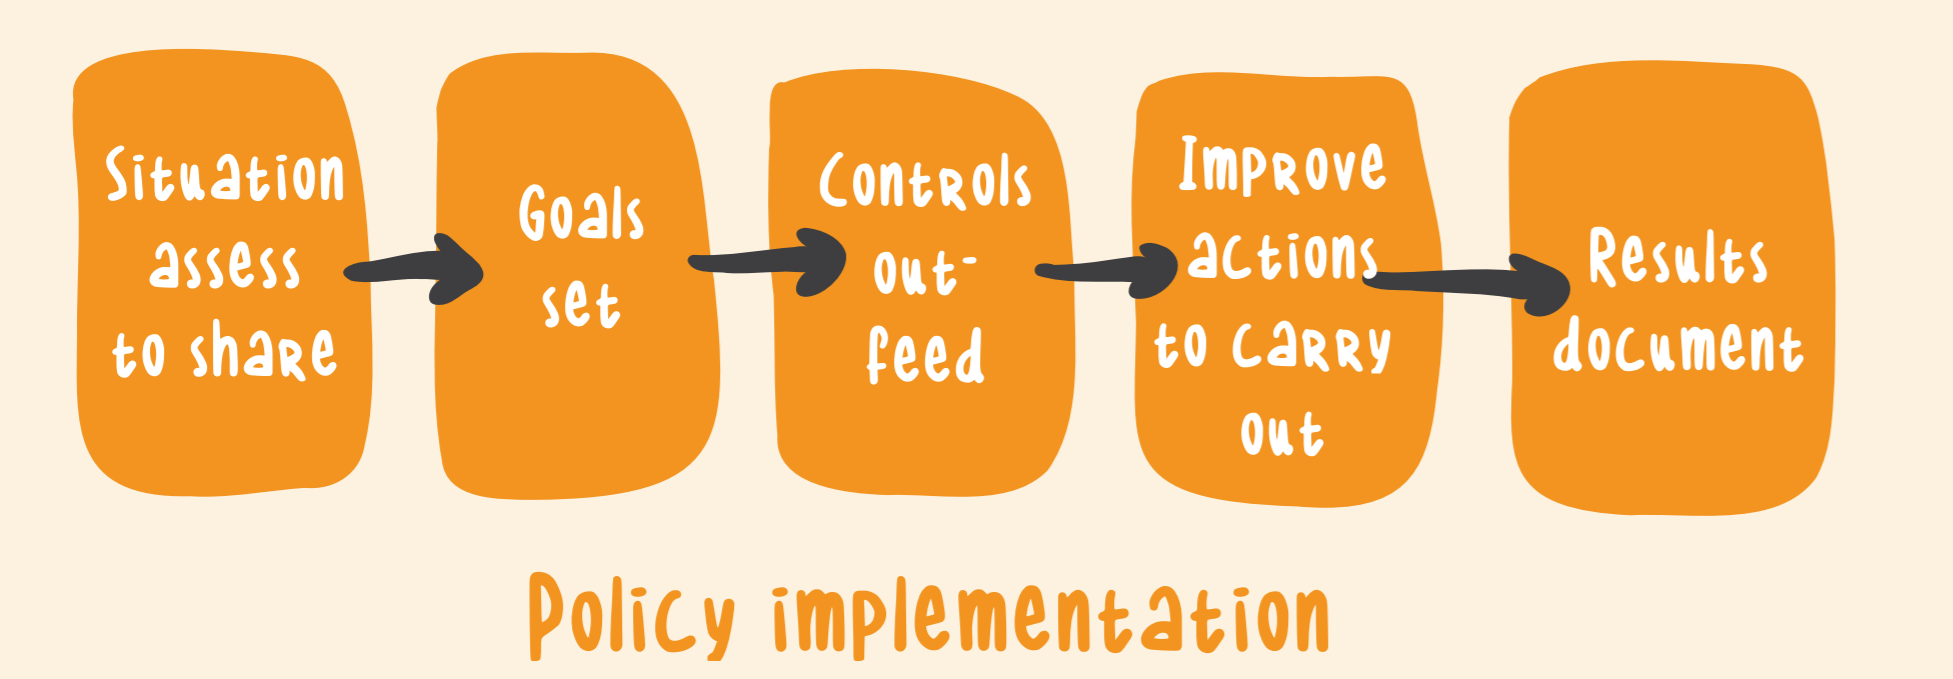 Situation
assess
to share
Goals
set
Controls
out-
feed
Improve
actions
to carry
out
Results
document
Policy implementation